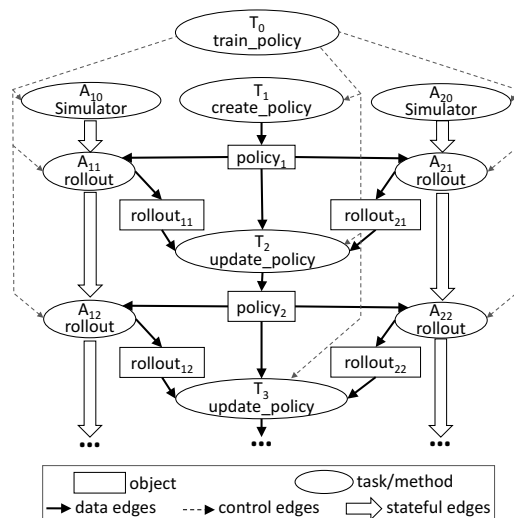 T0
train_policy
A10
Simulator
T1
create_policy
A20
Simulator
A11
rollout
policy1
A21
rollout
rollout11
rollout21
T2
update_policy
A12
rollout
policy2
A22
rollout
rollout12
rollout22
T3
update_policy
...
...
...
object
task/method
data edges
control edges
stateful edges